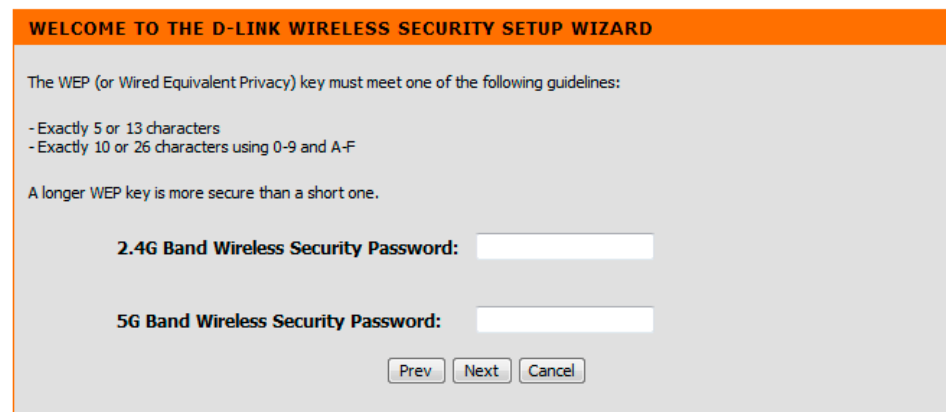 WELCOME TO THE D-LINK WIRELESS SECURITY SETUP WIZARD
The WEP (or Wired Equivalent Privacy) key must meet one of the following guidelines:
- Exactly 5 or 13 characters
- Exactly 10 or 26 characters using 0-9 and A-F
A longer WEP key is more secure than a short one.
2.4G Band Wireless Security Password:
5G Band Wireless Security Password:
Prev Next Cancel